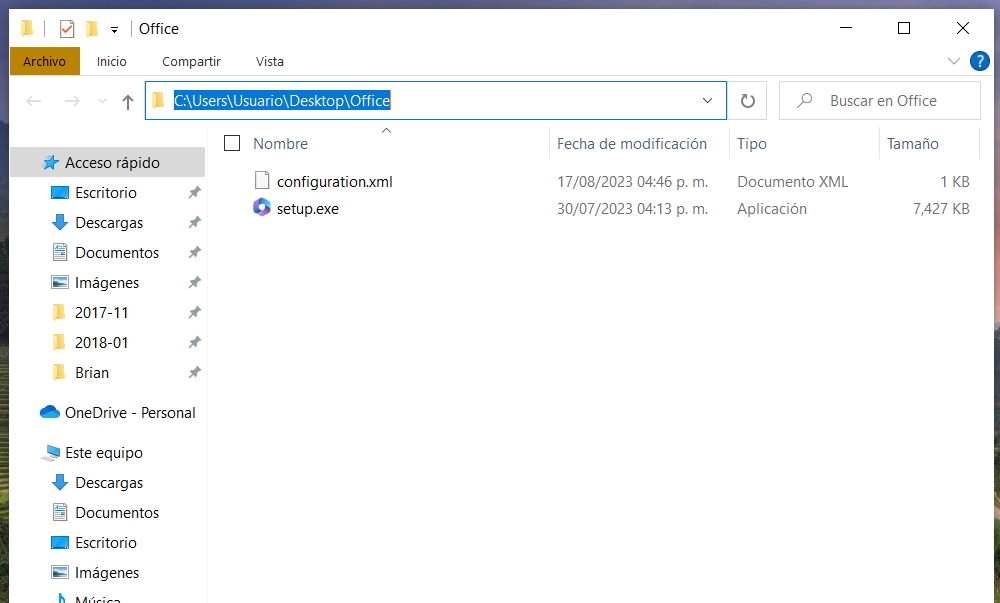 Office
Archivo Inicio Compartir Vista ?
C:\Users\Usuario\Desktop\Office Buscar en Office
Nombre Fecha de modificación Tipo Tamaño
configuration.xml 17/08/2023 04:46 p. m. Documento XML 1 KB
setup.exe 30/07/2023 04:13 p. m. Aplicación 7,427 KB
Acceso rápido
Escritorio
Descargas
Documentos
Imágenes
2017-11
2018-01
Brian
OneDrive - Personal
Este equipo
Descargas
Documentos
Escritorio
Imágenes
Música